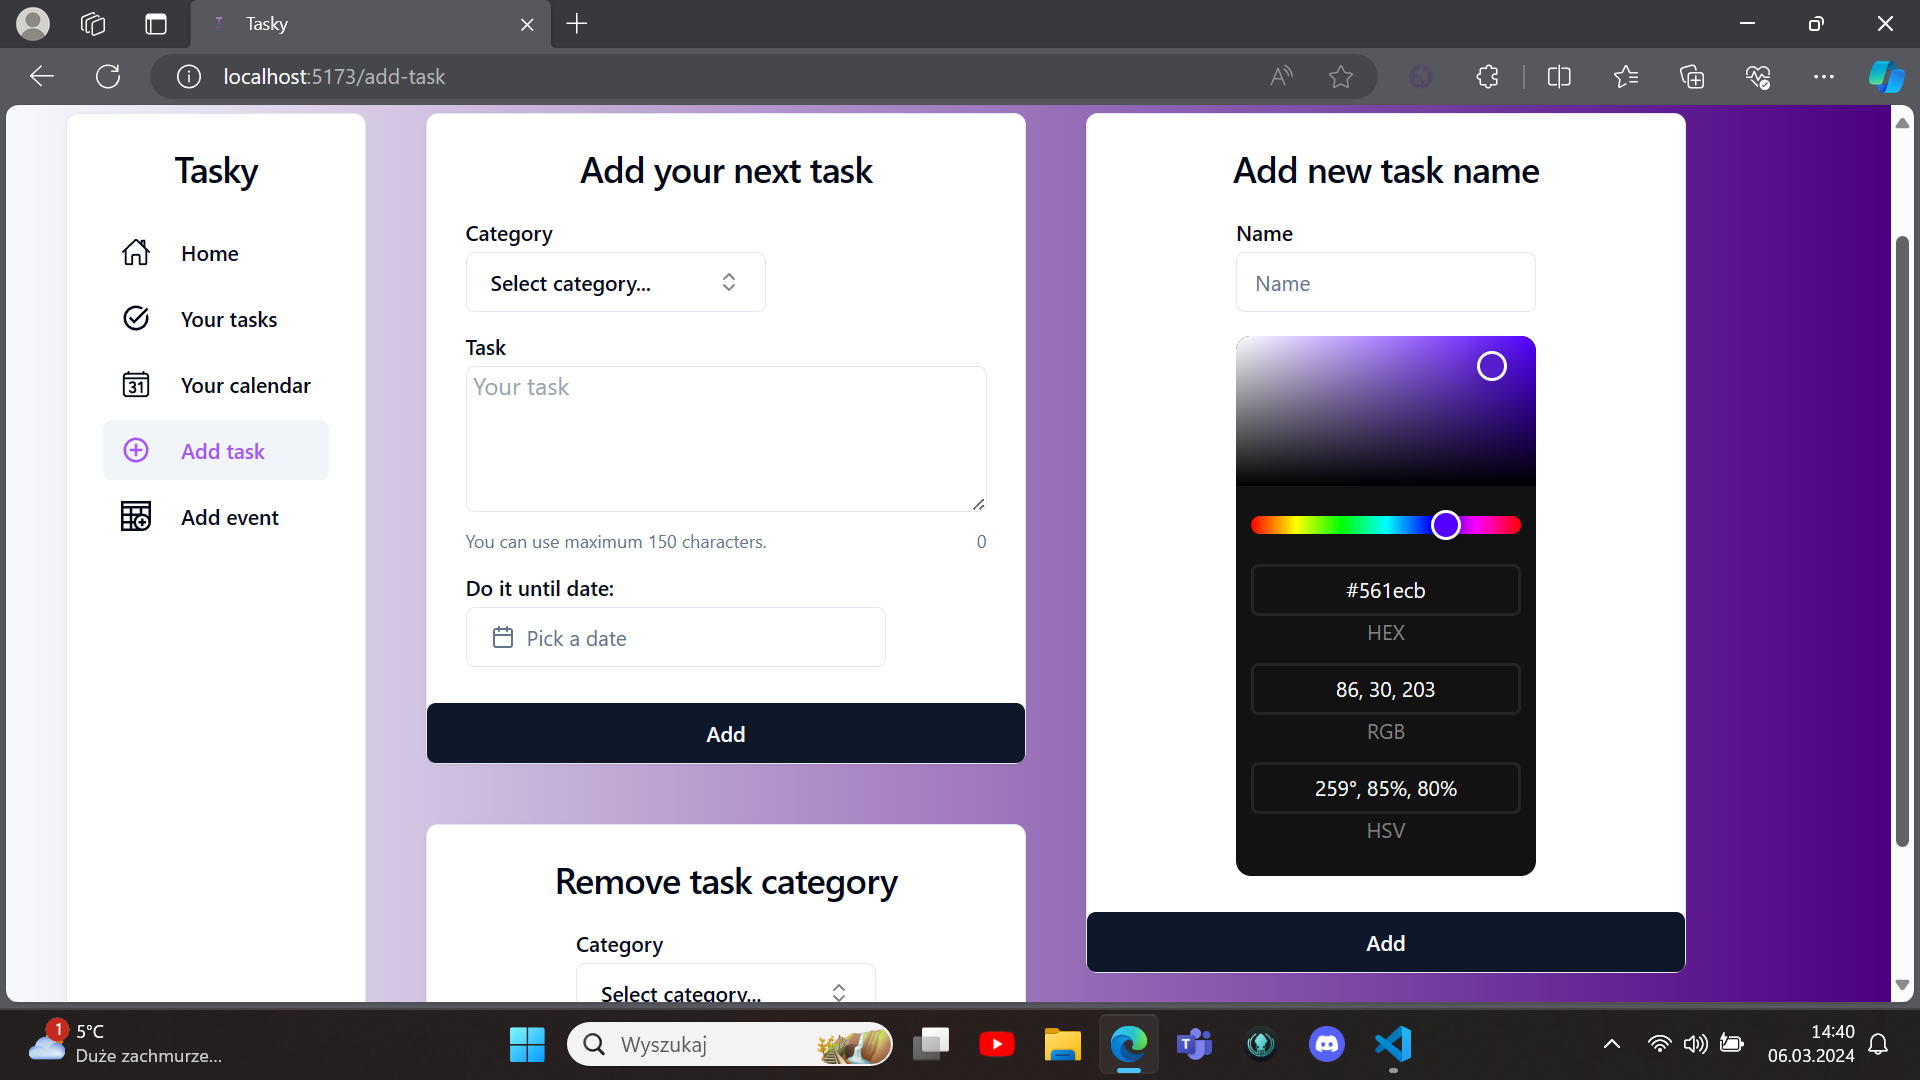 Tasky
localhost:5173/add-task
Tasky
Home
Your tasks
31
Your calendar
Add task
Add event
Add your next task
Category
Select category...
Task
Your task
You can use maximum 150 characters.
0
Do it until date:
Pick a date
Add
Remove task category
Category
Select category...
Add new task name
Name
Name
#561ecb
HEX
86, 30, 203
RGB
259°, 85%, 80%
HSV
Add
1
5°C
Duże zachmurze...
Wyszukaj
14:40
06.03.2024